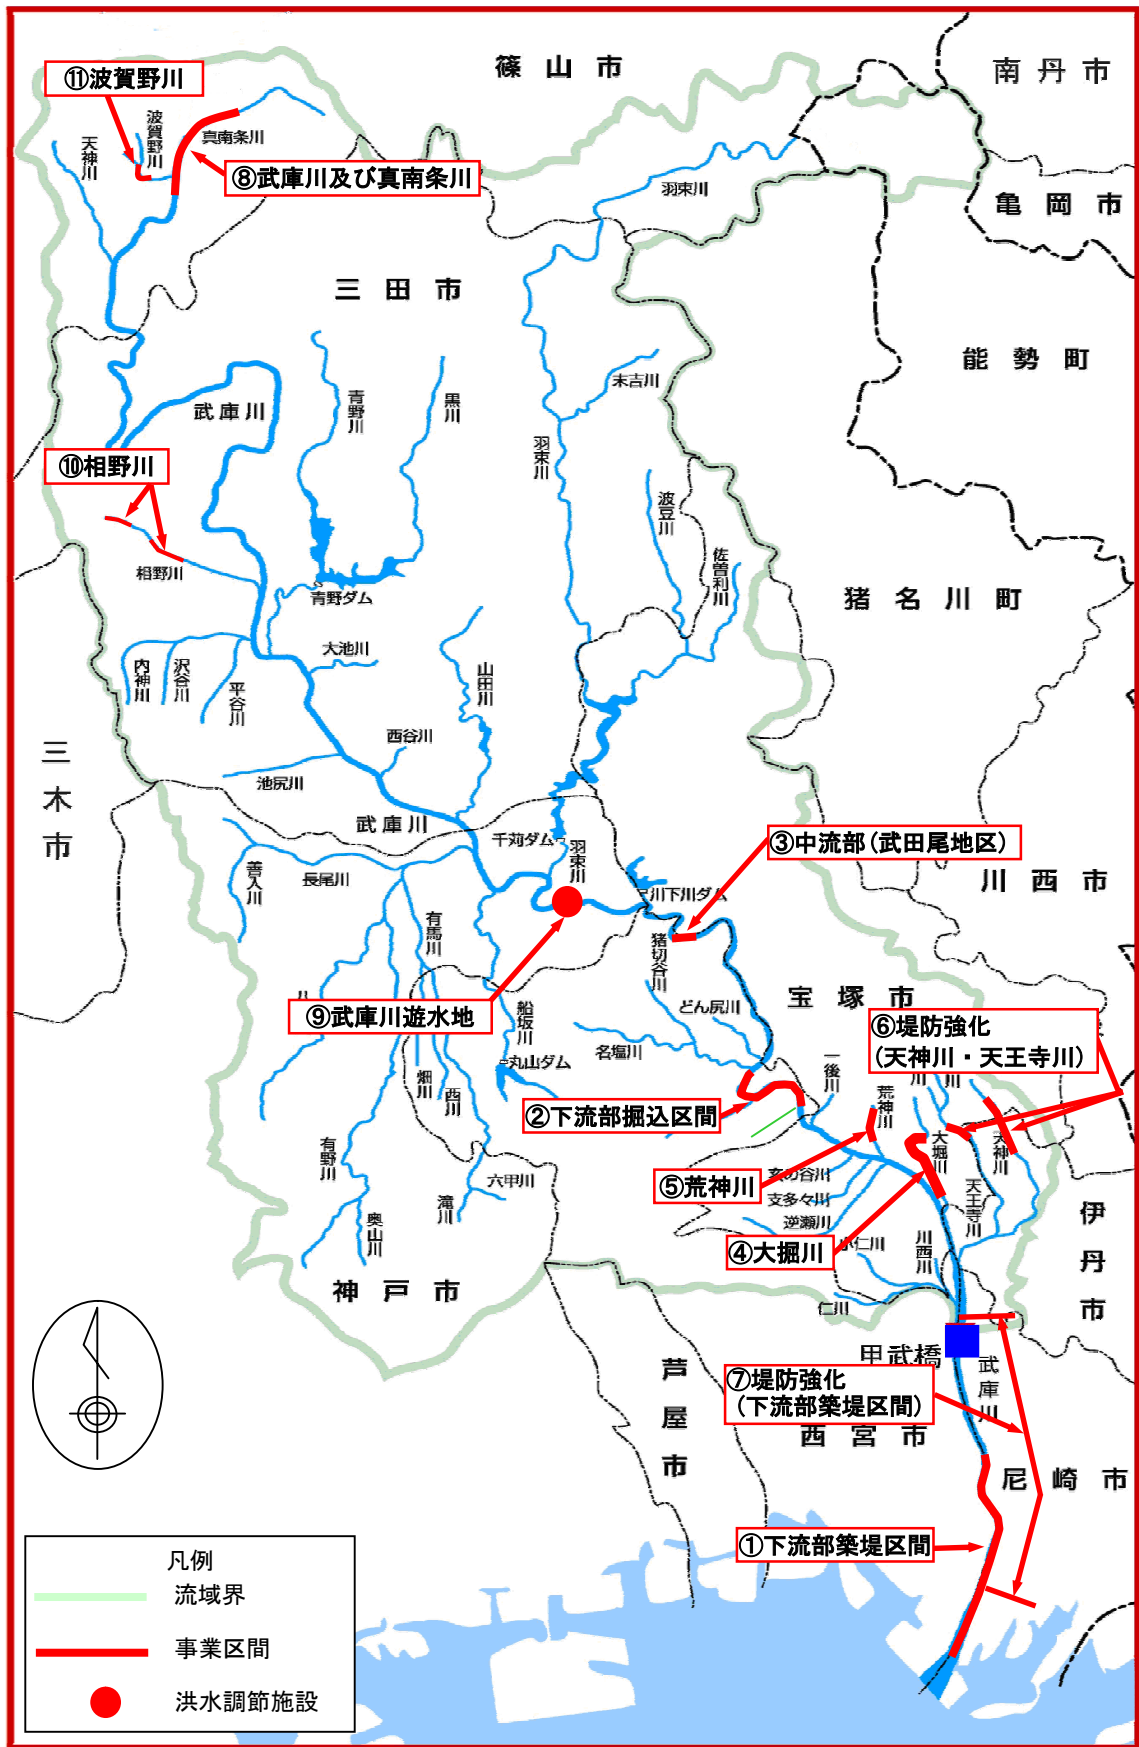 篠山市
南丹市
⑪波賀野川
波賀野川
真南条川
天神川
⑧武庫川及び真南条川
羽束川
亀岡市
三田市
能勢町
末吉川
青野川
黒川
武庫川
羽束川
⑩相野川
波豆川
佐曽利川
相野川
青野ダム
猪名川町
大池川
内神川
沢谷川
平谷川
山田川
三木市
西谷川
池尻川
武庫川
千苅ダム
羽束川
③中流部(武田尾地区)
善入川
長尾川
川下川ダム
川西市
有馬川
猪切谷川
宝塚市
⑨武庫川遊水地
船坂川
どん尻川
⑥堤防強化
(天神川・天王寺川)
名塩川
丸山ダム
一後川
畑川
西川
荒神川
川
川
②下流部掘込区間
大堀川
天神川
有野川
⑤荒神川
亥の谷川
六甲川
支多々川
天王寺川
滝川
逆瀬川
伊丹市
奥山川
④大掘川
小仁川
川西川
神戸市
仁川
甲武橋
武庫川
芦屋市
⑦堤防強化
(下流部築堤区間)
西宮市
尼崎市
①下流部築堤区間
凡例
流域界
事業区間
洪水調節施設